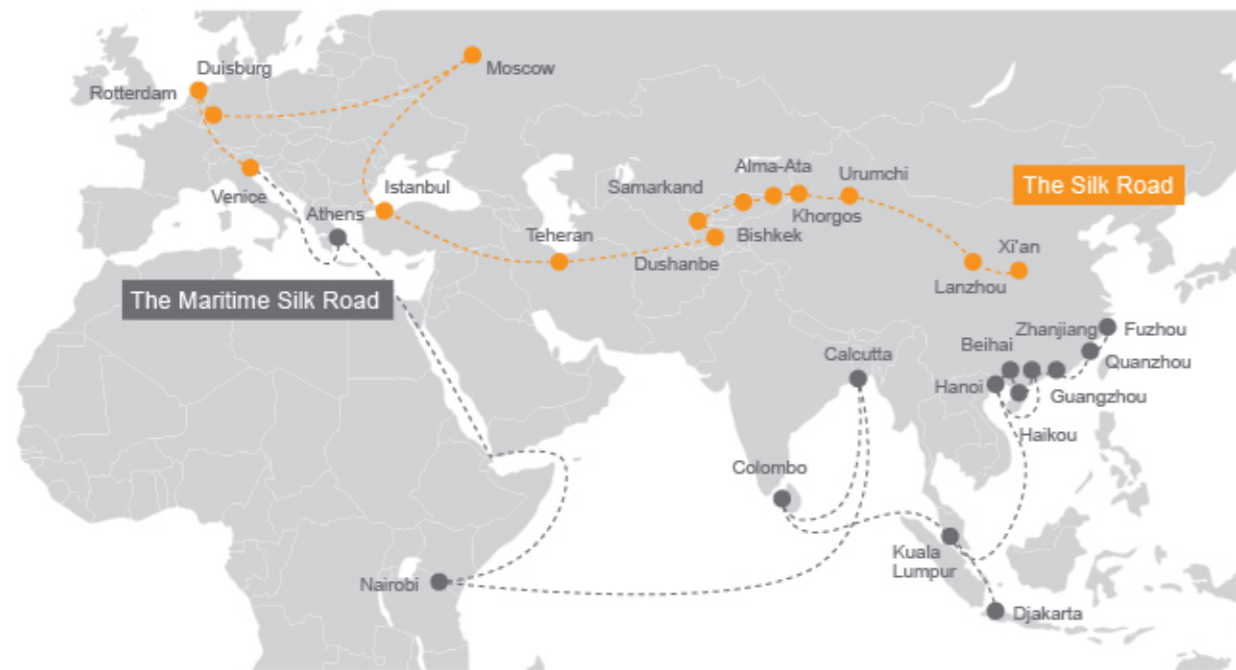 Duisburg
Moscow
Rotterdam
Venice
Istanbul
Athens
Alma-Ata
Urumchi
The Silk Road
Samarkand
Khorgos
Teheran
Bishkek
Dushanbe
Xi'an
Lanzhou
The Maritime Silk Road
Zhanjiang
Fuzhou
Beihai
Calcutta
Quanzhou
Hanoi
Guangzhou
Haikou
Colombo
Kuala
Lumpur
Nairobi
Djakarta